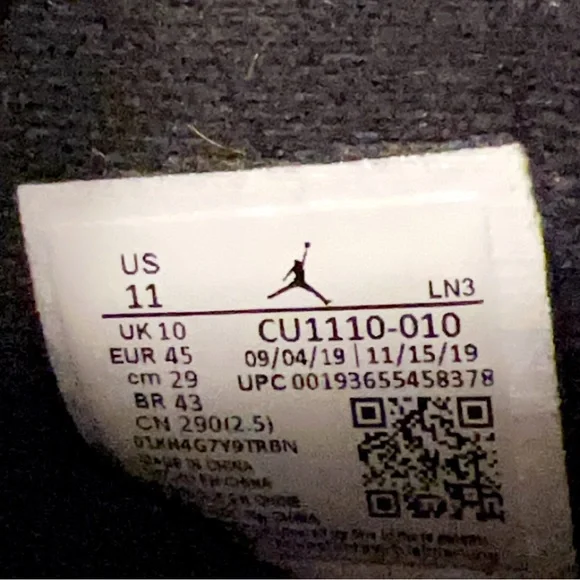 US
11
LN3
UK 10
CU1110-010
EUR 45
09/04/19 | 11/15/19
cm 29
UPC 00193655458378
BR 43
CN 290(2.5)
MADE IN CHINA